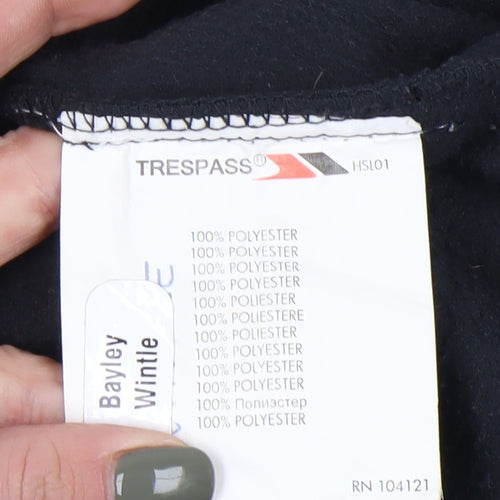 TRESPASS® HSL01
100% POLYESTER
100% POLYESTER
100% POLYESTER
100% POLYESTER
100% POLIESTER
100% POLIESTERE
100% POLYESTER
100% POLYESTER
100% POLYESTER
100% POLYESTER
100% Полиэстер
100% POLYESTER
Bayley
Wintle
RN 104121